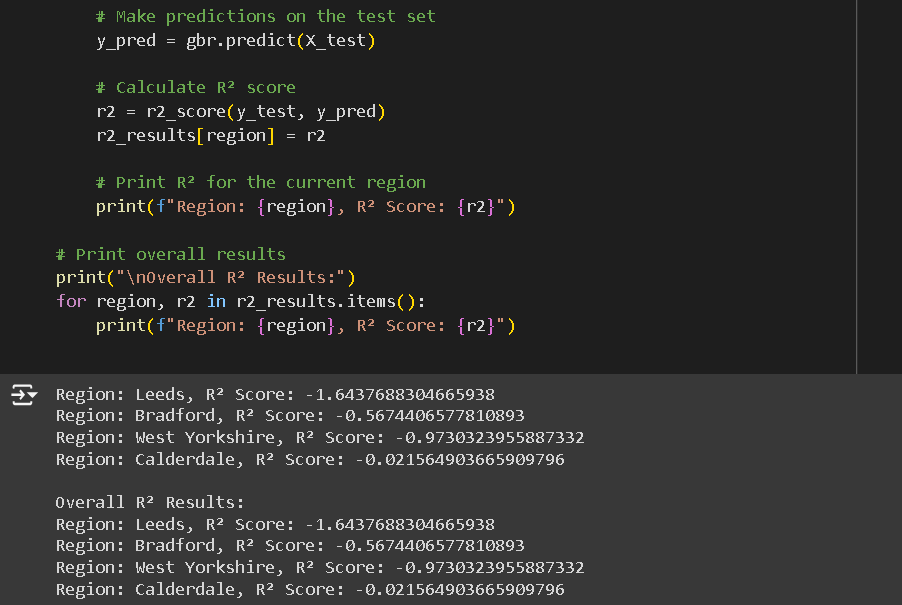 # Make predictions on the test set
y_pred = gbr.predict(X_test)
# Calculate R² score
r2 = r2_score(y_test, y_pred)
r2_results[region] = r2
# Print R² for the current region
print(f"Region: {region}, R² Score: {r2}")
# Print overall results
print("\nOverall R² Results:")
for region, r2 in r2_results.items():
print(f"Region: {region}, R² Score: {r2}")
Region: Leeds, R² Score: -1.6437688304665938
Region: Bradford, R² Score: -0.5674406577810893
Region: West Yorkshire, R² Score: -0.9730323955887332
Region: Calderdale, R² Score: -0.021564903665909796
Overall R² Results:
Region: Leeds, R² Score: -1.6437688304665938
Region: Bradford, R² Score: -0.5674406577810893
Region: West Yorkshire, R² Score: -0.9730323955887332
Region: Calderdale, R² Score: -0.021564903665909796